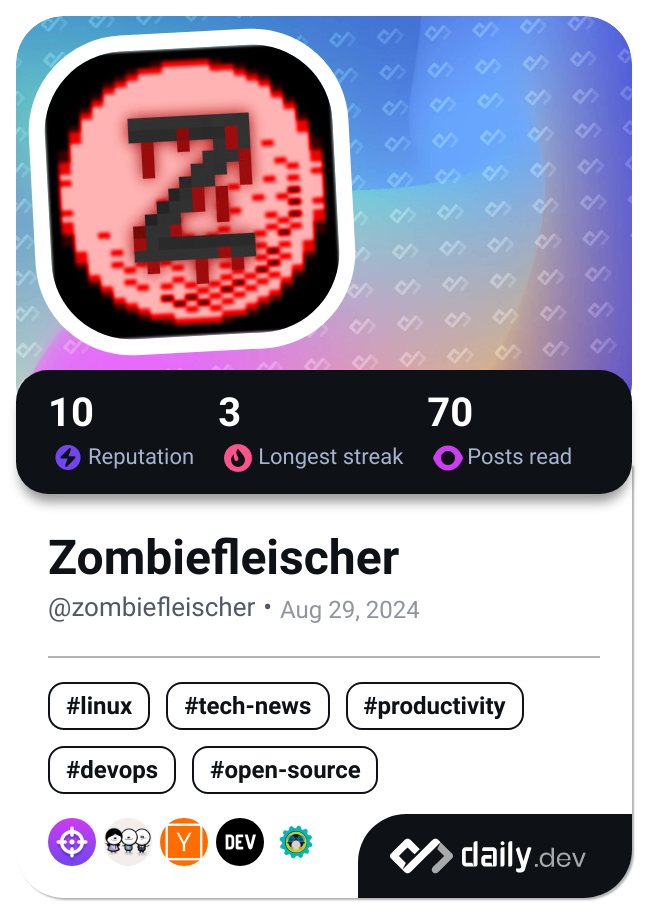 Z
10 3 70
Reputation Longest streak Posts read
Zombiefleischer
@zombiefleischer • Aug 29, 2024
#linux #tech-news #productivity
#devops #open-source
Y DEV
daily.dev